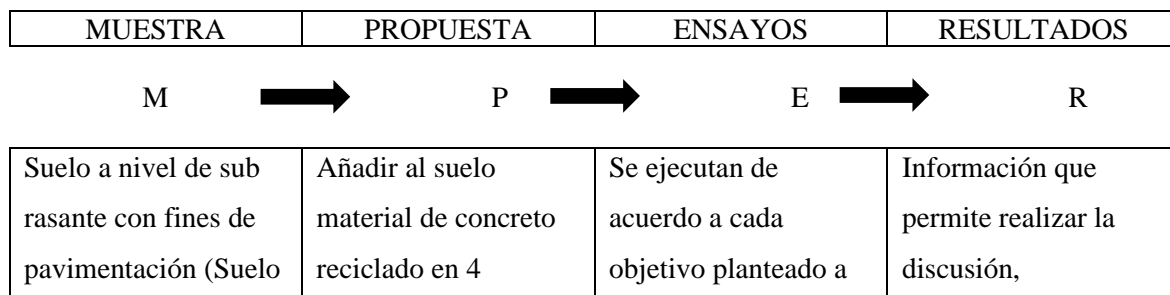 MUESTRA PROPUESTA ENSAYOS RESULTADOS
M P E R
Suelo a nivel de sub Añadir al suelo Se ejecutan de Información que
rasante con fines de material de concreto acuerdo a cada permite realizar la
pavimentación (Suelo reciclado en 4 objetivo planteado a discusión,